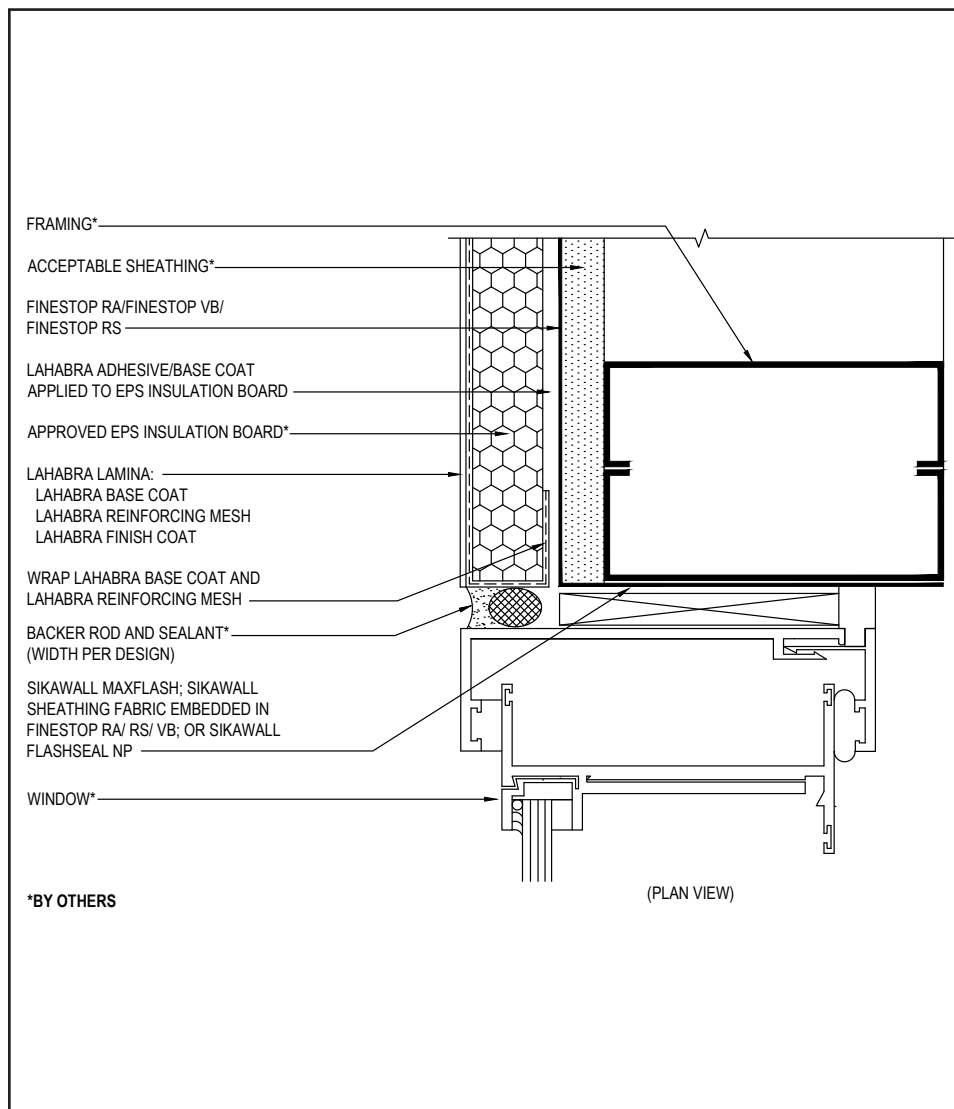 FRAMING*
ACCEPTABLE SHEATHING*
FINESTOP RA/FINESTOP VB/
FINESTOP RS
LAHABRA ADHESIVE/BASE COAT
APPLIED TO EPS INSULATION BOARD
APPROVED EPS INSULATION BOARD*
LAHABRA LAMINA:
LAHABRA BASE COAT
LAHABRA REINFORCING MESH
LAHABRA FINISH COAT
WRAP LAHABRA BASE COAT AND
LAHABRA REINFORCING MESH
BACKER ROD AND SEALANT*
(WIDTH PER DESIGN)
SIKAWALL MAXFLASH; SIKAWALL
SHEATHING FABRIC EMBEDDED IN
FINESTOP RA/ RS/ VB; OR SIKAWALL
FLASHSEAL NP
WINDOW*
*BY OTHERS
(PLAN VIEW)